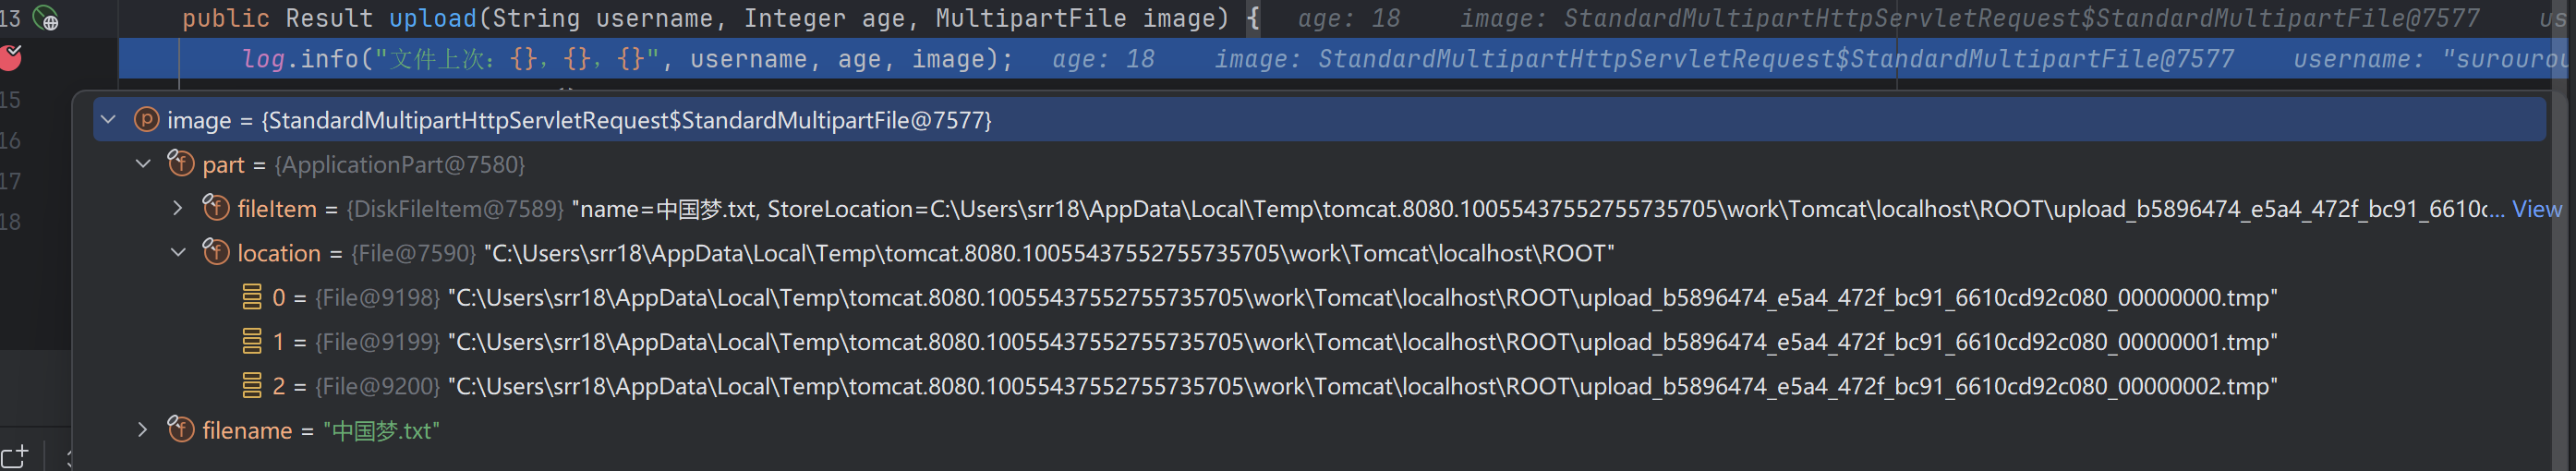 13 public Result upload(String username, Integer age, MultipartFile image) { age: 18 image: StandardMultipartHttpServletRequest$StandardMultipartFile@7577 us
log.info("文件上次：{}，{}，{}", username, age, image); age: 18 image: StandardMultipartHttpServletRequest$StandardMultipartFile@7577 username: "surourou
15
image = {StandardMultipartHttpServletRequest$StandardMultipartFile@7577}
16
part = {ApplicationPart@7580}
17
fileItem = {DiskFileItem@7589} "name=中国梦.txt, StoreLocation=C:\Users\srr18\AppData\Local\Temp\tomcat.8080.10055437552755735705\work\Tomcat\localhost\ROOT\upload_b5896474_e5a4_472f_bc91_6610c... View
18
location = {File@7590} "C:\Users\srr18\AppData\Local\Temp\tomcat.8080.10055437552755735705\work\Tomcat\localhost\ROOT"
0 = {File@9198} "C:\Users\srr18\AppData\Local\Temp\tomcat.8080.10055437552755735705\work\Tomcat\localhost\ROOT\upload_b5896474_e5a4_472f_bc91_6610cd92c080_00000000.tmp"
1 = {File@9199} "C:\Users\srr18\AppData\Local\Temp\tomcat.8080.10055437552755735705\work\Tomcat\localhost\ROOT\upload_b5896474_e5a4_472f_bc91_6610cd92c080_00000001.tmp"
2 = {File@9200} "C:\Users\srr18\AppData\Local\Temp\tomcat.8080.10055437552755735705\work\Tomcat\localhost\ROOT\upload_b5896474_e5a4_472f_bc91_6610cd92c080_00000002.tmp"
filename = "中国梦.txt"